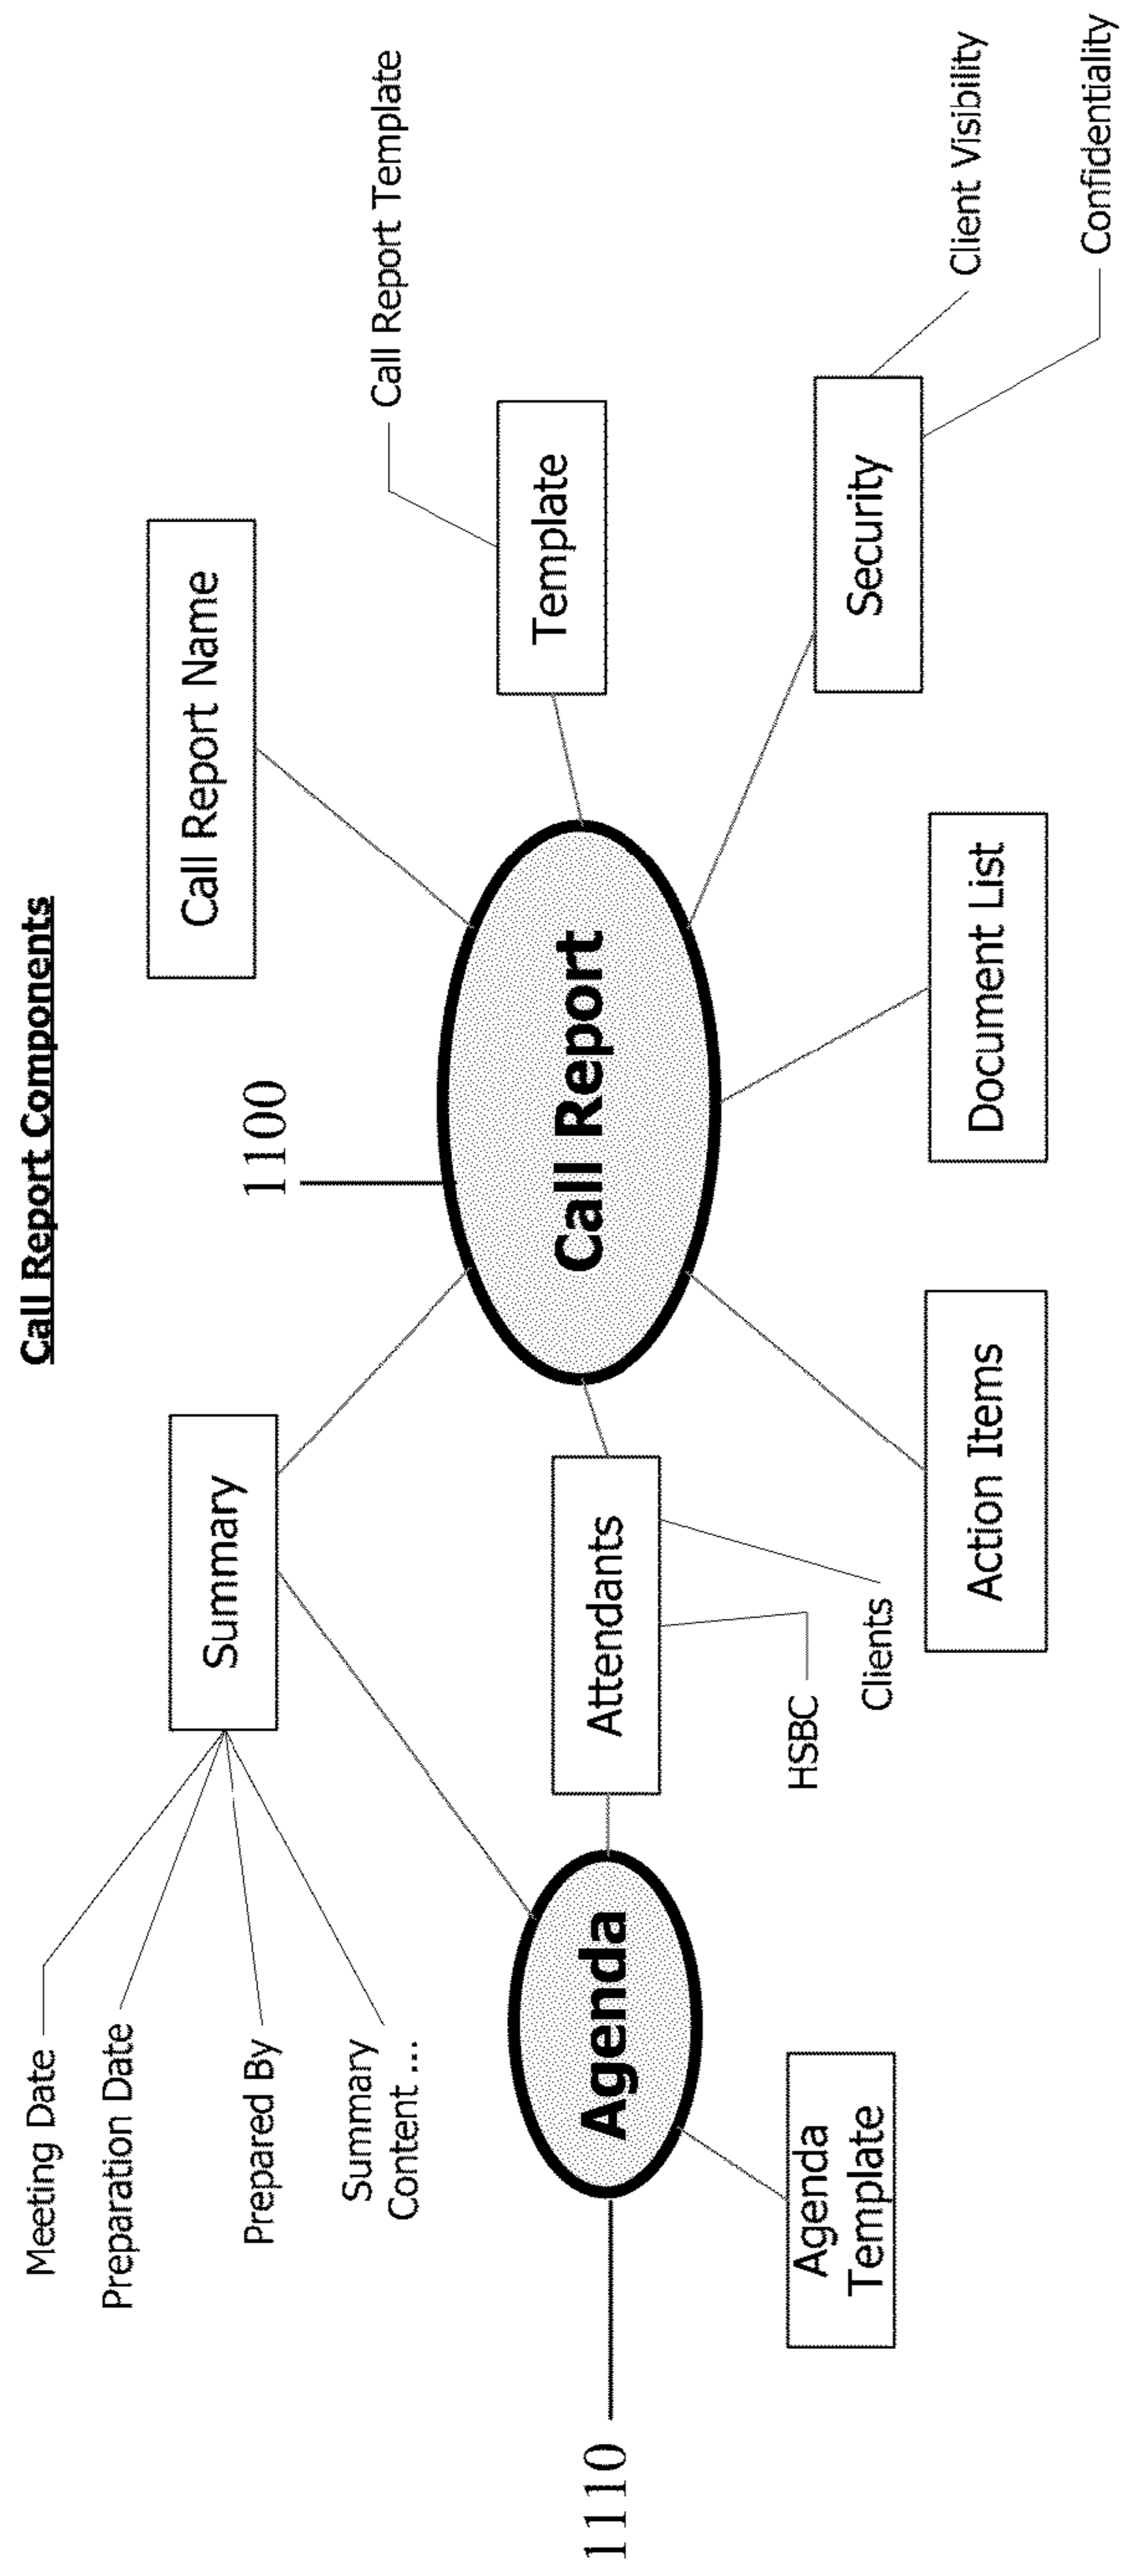 Call Report Components
Meeting Date
Preparation Date
Prepared By
Summary
Content ...
Summary
1100
Call Report Name
Call Report Template
1110
Agenda
Attendants
Call Report
Template
HSBC
Clients
Agenda
Template
Action Items
Document List
Security
Client Visibility
Confidentiality